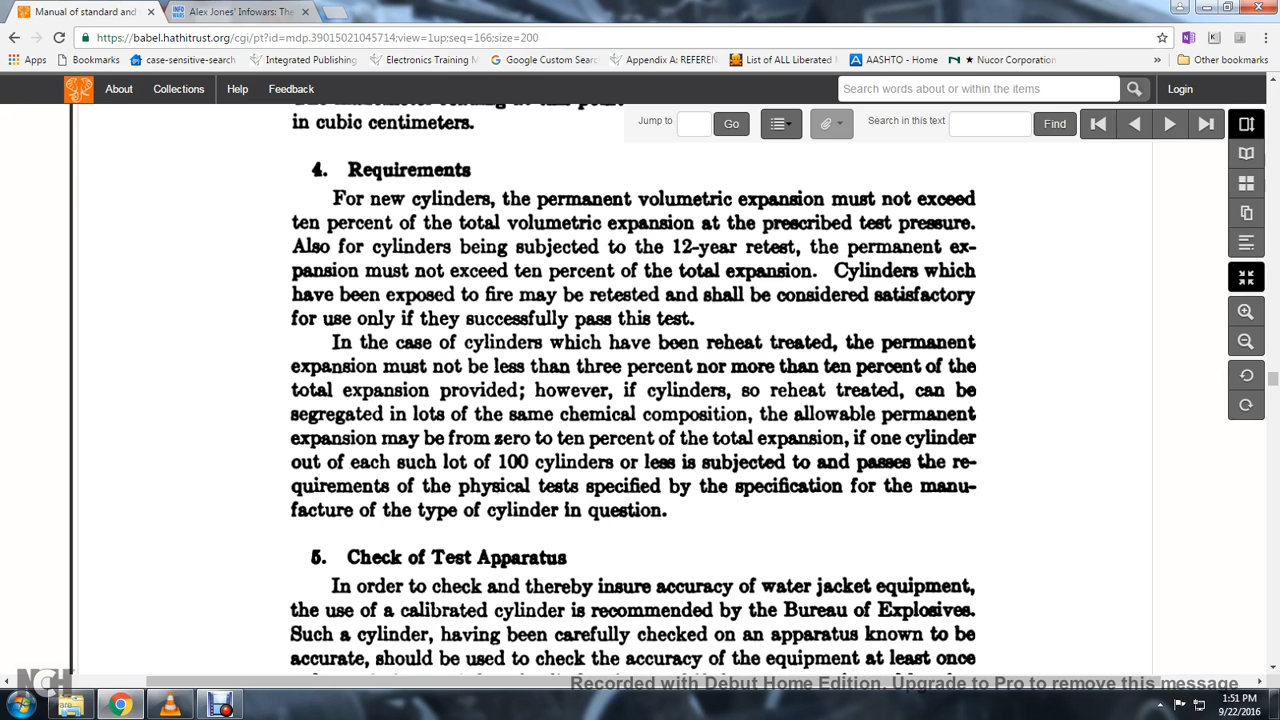 Manual of standard and
Alex Jones' Infowars: The
https://babel.hathitrust.org/cgi/pt?id=mdp.39015021045714;view=1up;seq=166;size=200
Apps Bookmarks case-sensitive-search Integrated Publishing Electronics Training M Google Custom Sear Appendix A: REFEREN List of ALL Liberated AASHTO - Home ★ Nucor Corporation » Other bookmarks
About Collections Help Feedback Search words about or within the items Login
Jump to Go Search in this text Find
in cubic centimeters.
4. Requirements
For new cylinders, the permanent volumetric expansion must not exceed
ten percent of the total volumetric expansion at the prescribed test pressure.
Also for cylinders being subjected to the 12-year retest, the permanent ex-
pansion must not exceed ten percent of the total expansion. Cylinders which
have been exposed to fire may be retested and shall be considered satisfactory
for use only if they successfully pass this test.
In the case of cylinders which have been reheat treated, the permanent
expansion must not be less than three percent nor more than ten percent of the
total expansion provided; however, if cylinders, so reheat treated, can be
segregated in lots of the same chemical composition, the allowable permanent
expansion may be from zero to ten percent of the total expansion, if one cylinder
out of each such lot of 100 cylinders or less is subjected to and passes the re-
quirements of the physical tests specified by the specification for the manu-
facture of the type of cylinder in question.
5. Check of Test Apparatus
In order to check and thereby insure accuracy of water jacket equipment,
the use of a calibrated cylinder is recommended by the Bureau of Explosives.
Such a cylinder, having been carefully checked on an apparatus known to be
accurate, should be used to check the accuracy of the equipment at least once
NCH
Recorded with Debut Home Edition. Upgrade to Pro to remove this message
1:51 PM
9/22/2016